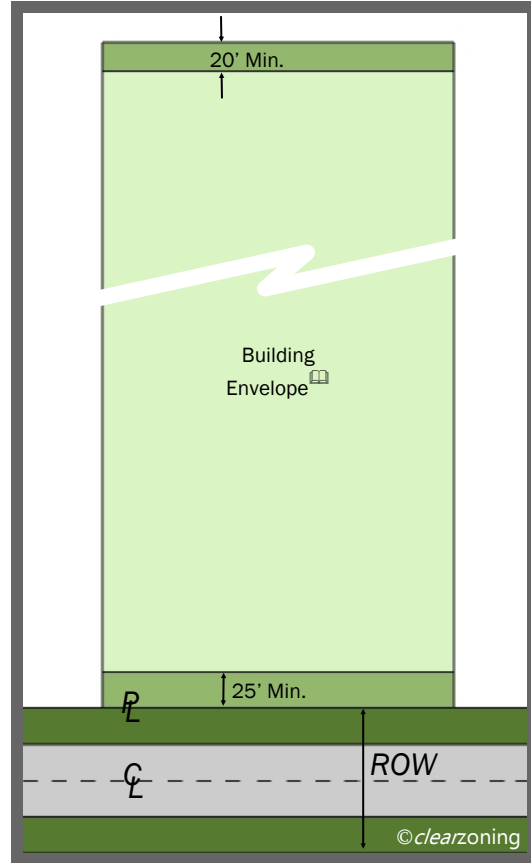 20’ Min.
Building
Envelope
25’ Min.
PL
CL
ROW
©clearzoning